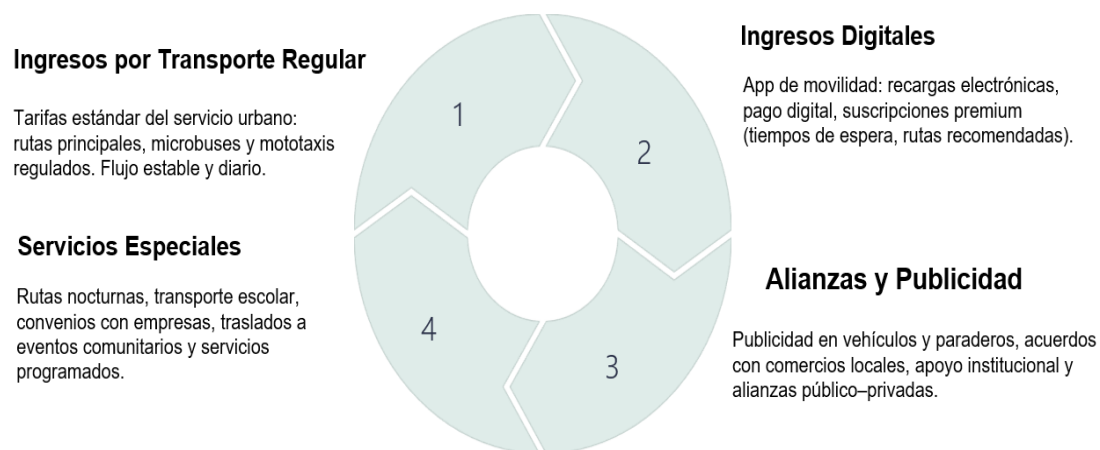 Ingresos por Transporte Regular
Tarifas estándar del servicio urbano:
rutas principales, microbuses y mototaxis
regulados. Flujo estable y diario.
1
Ingresos Digitales
App de movilidad: recargas electrónicas,
pago digital, suscripciones premium
(tiempos de espera, rutas recomendadas).
2
Alianzas y Publicidad
Publicidad en vehículos y paraderos, acuerdos
con comercios locales, apoyo institucional y
alianzas público–privadas.
3
Servicios Especiales
Rutas nocturnas, transporte escolar,
convenios con empresas, traslados a
eventos comunitarios y servicios
programados.
4